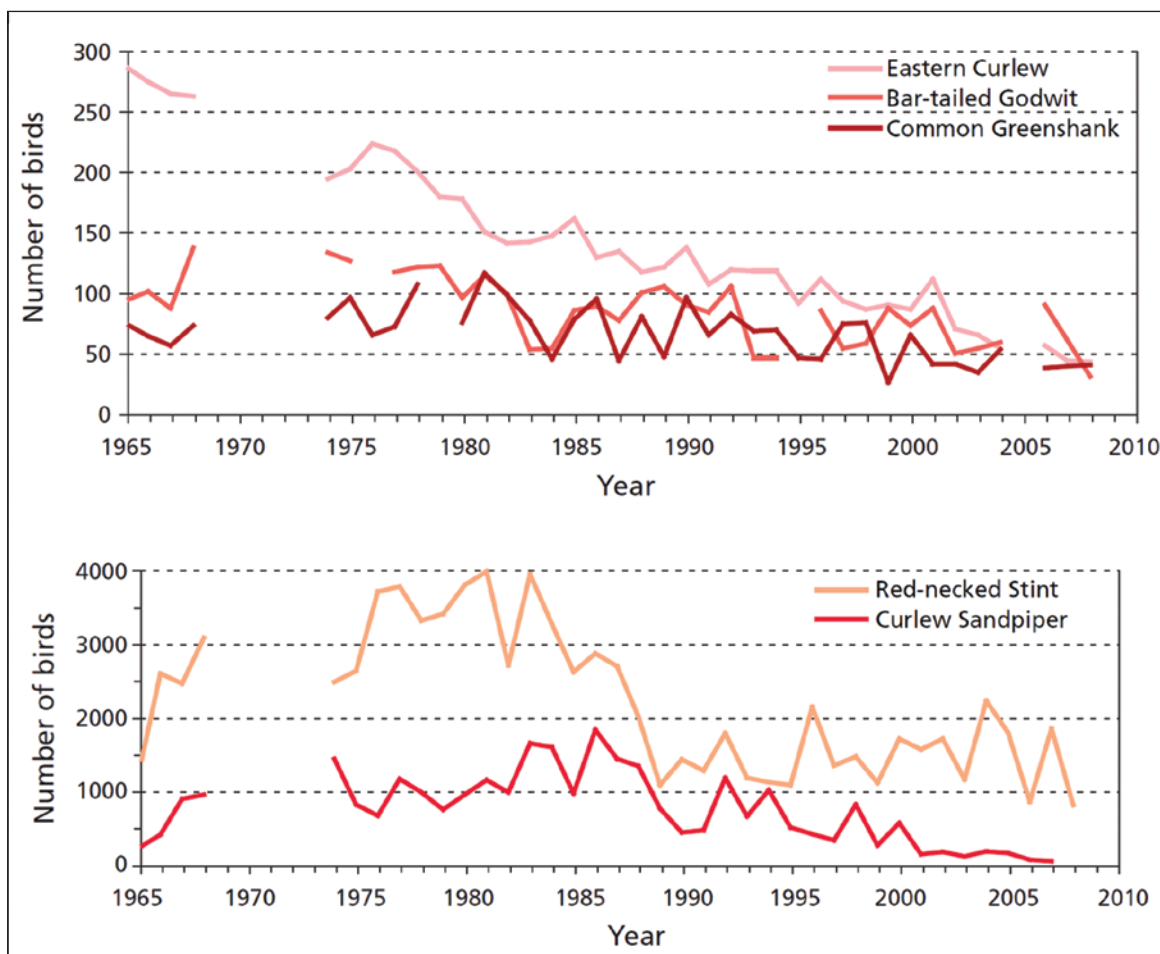 300
250
200
150
100
50
0
Number of birds
Eastern Curlew
Bar-tailed Godwit
Common Greenshank
1965 1970 1975 1980 1985 1990 1995 2000 2005 2010
Year
4000
3000
2000
1000
0
Number of birds
Red-necked Stint
Curlew Sandpiper
1965 1970 1975 1980 1985 1990 1995 2000 2005 2010
Year